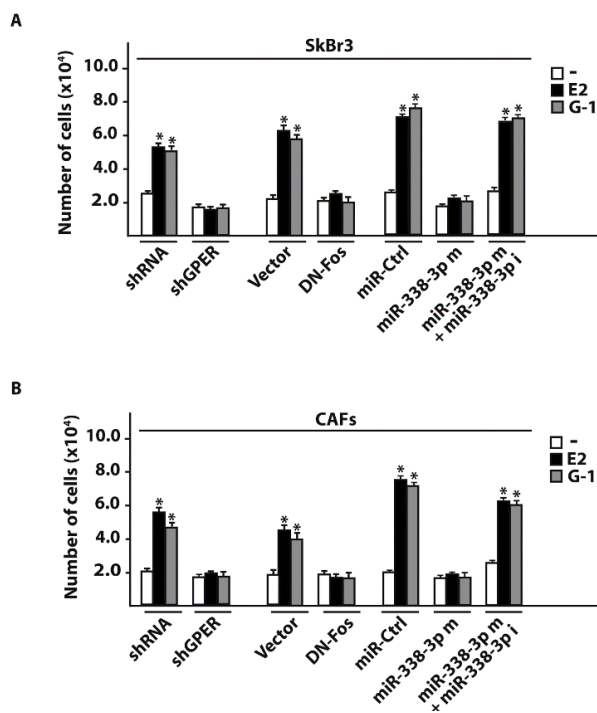 A
SkBr3
Number of cells (x10⁴)
10.0
8.0
6.0
4.0
2.0
-
E2
G-1
* * * * * * * *
shRNA
shGPER
Vector
DN-Fos
miR-Ctrl
miR-338-3p m
miR-338-3p m
+ miR-338-3p i
B
CAFs
Number of cells (x10⁴)
10.0
8.0
6.0
4.0
2.0
-
E2
G-1
* * * * * * * *
shRNA
shGPER
Vector
DN-Fos
miR-Ctrl
miR-338-3p m
miR-338-3p m
+ miR-338-3p i